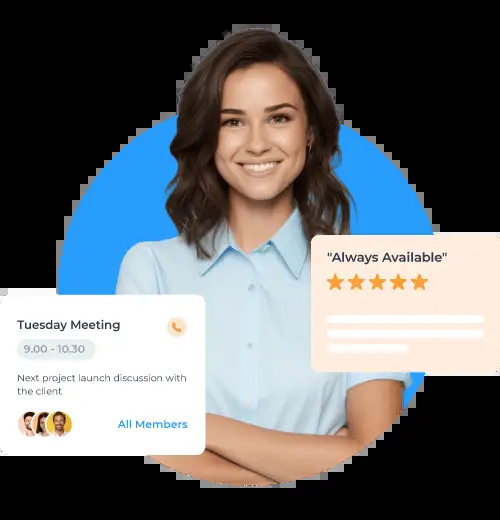 "Always Available"
Tuesday Meeting
9.00 - 10.30
Next project launch discussion with
the client
All Members